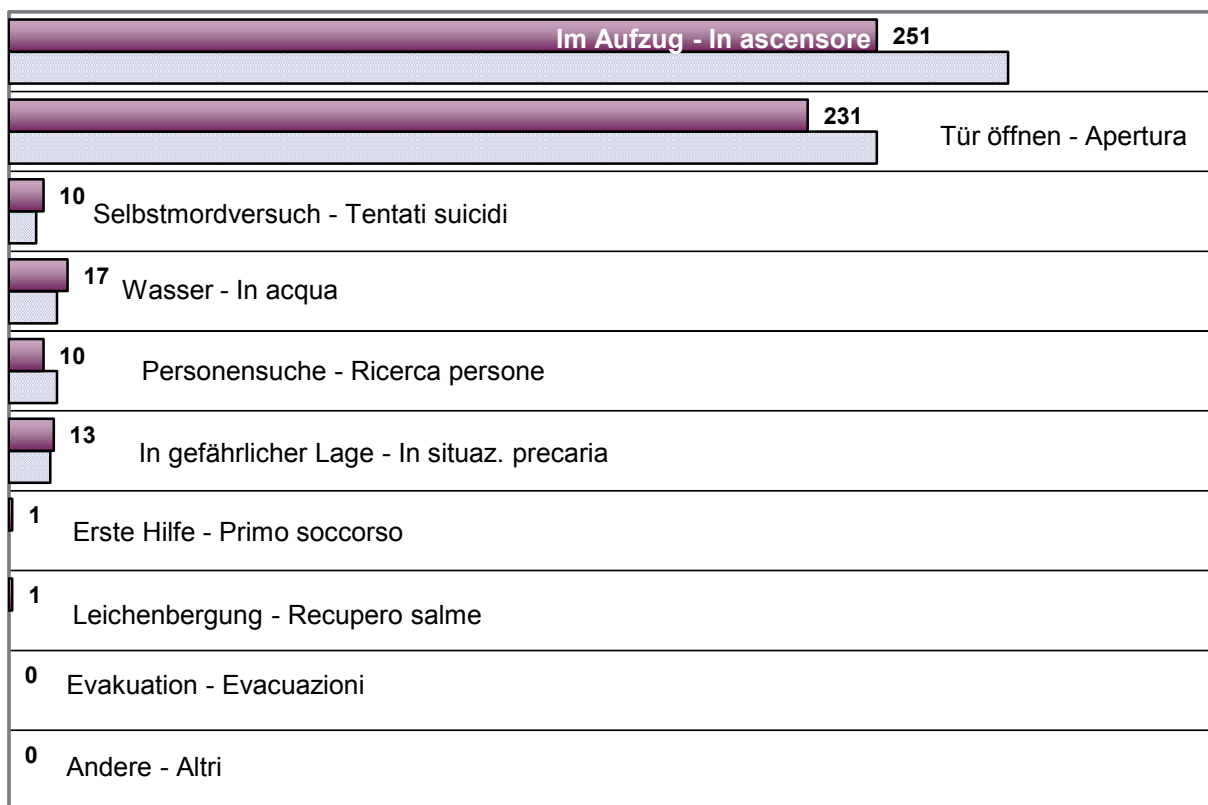 Im Aufzug - In ascensore 251
231
Tür öffnen - Apertura
10
Selbstmordversuch - Tentati suicidi
17
Wasser - In acqua
10
Personensuche - Ricerca persone
13
In gefährlicher Lage - In situaz. precaria
1
Erste Hilfe - Primo soccorso
1
Leichenbergung - Recupero salme
0
Evakuation - Evacuazioni
0
Andere - Altri